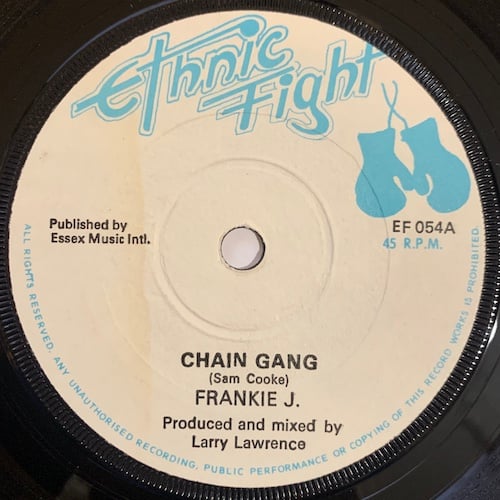 Ethnic
Fight
Published by
Essex Music Intl.
EF 054A
45 R.P.M.
CHAIN GANG
(Sam Cooke)
FRANKIE J.
Produced and mixed by
Larry Lawrence
ALL RIGHTS RESERVED. ANY UNAUTHORISED BROADCASTING, PUBLIC PERFORMANCE OR COPYING OF THIS RECORD WORKS IS PROHIBITED.